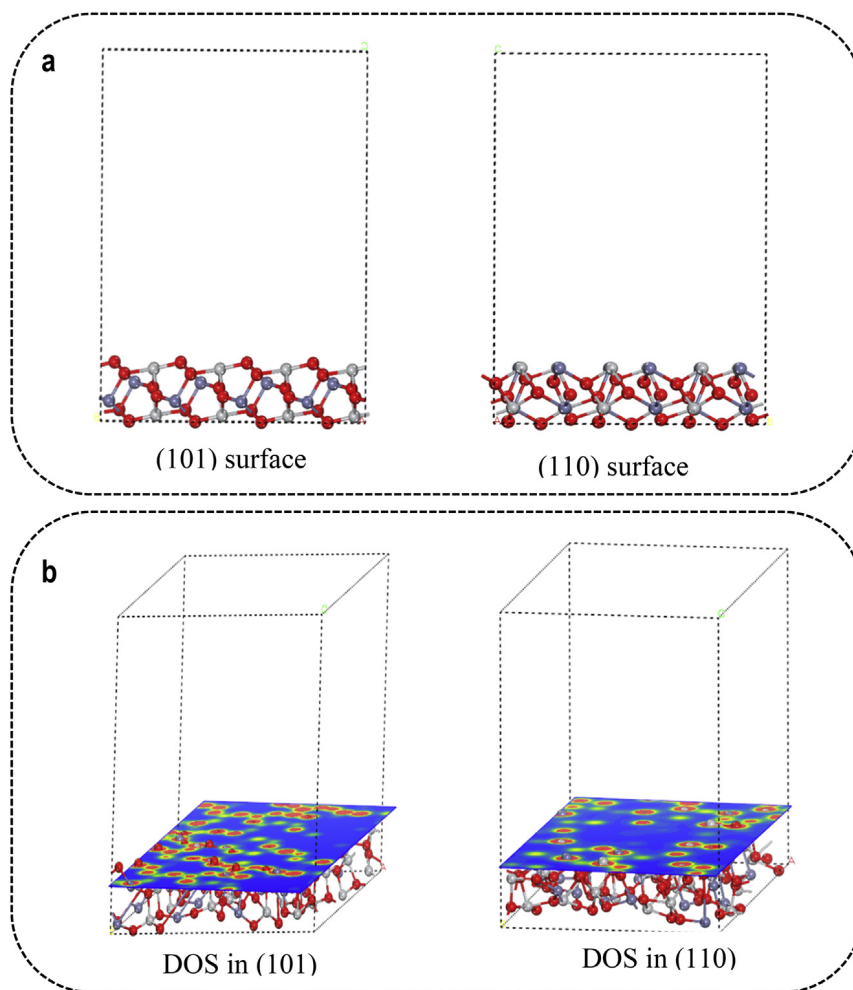 a
(101) surface
(110) surface
b
DOS in (101)
DOS in (110)